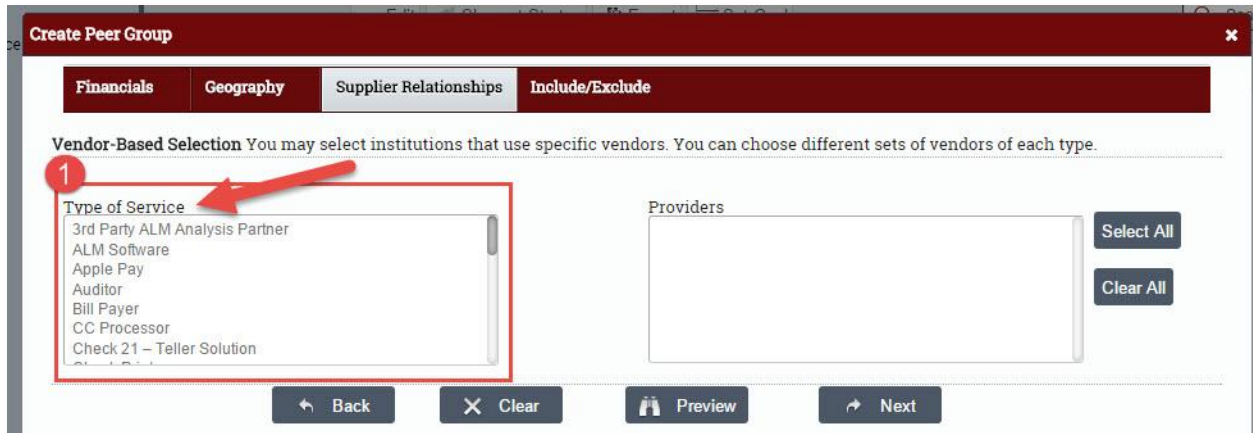 Create Peer Group
Financials Geography Supplier Relationships Include/Exclude
Vendor-Based Selection You may select institutions that use specific vendors. You can choose different sets of vendors of each type.
1
Type of Service
3rd Party ALM Analysis Partner
ALM Software
Apple Pay
Auditor
Bill Payer
CC Processor
Check 21 – Teller Solution
Providers
Select All
Clear All
Back Clear Preview Next